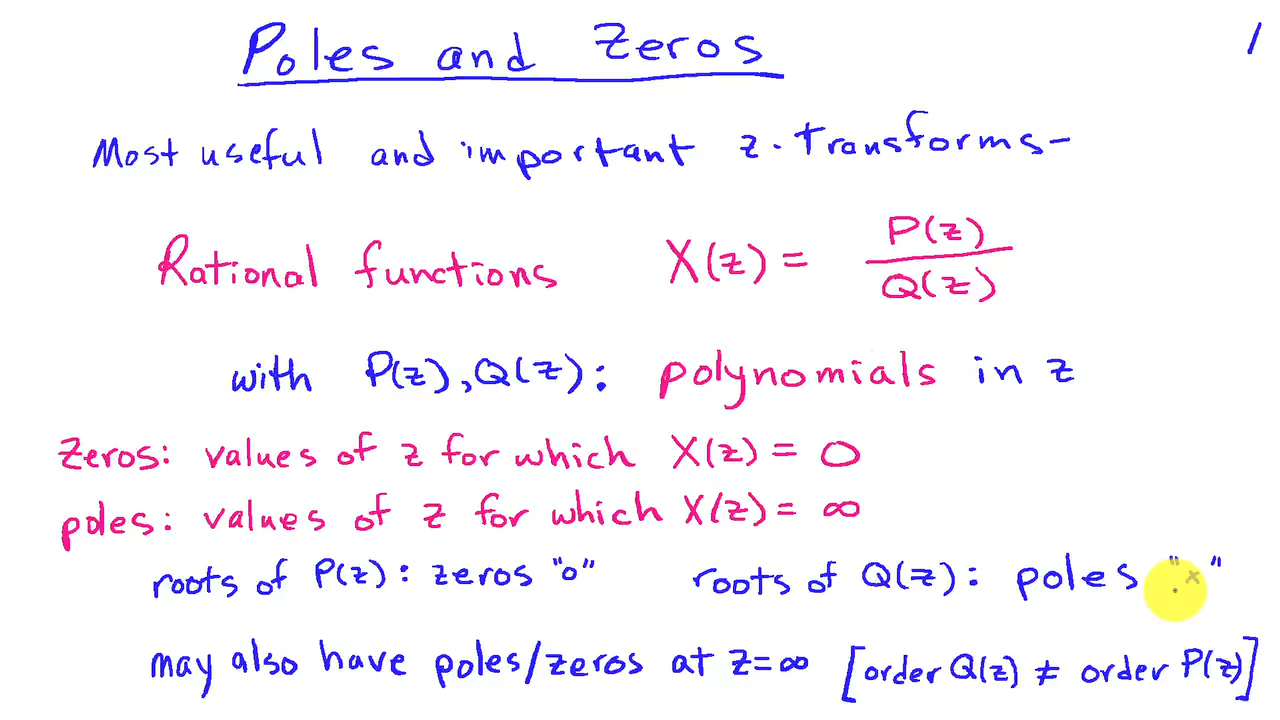 Poles and Zeros
1
Most useful and important z-Transforms-
Rational functions X(z) = P(z)/Q(z)
with P(z), Q(z): polynomials in z
Zeros: values of z for which X(z) = 0
poles: values of z for which X(z) = ∞
roots of P(z): zeros "o" roots of Q(z): poles "x"
may also have poles/zeros at z=∞ [order Q(z) ≠ order P(z)]